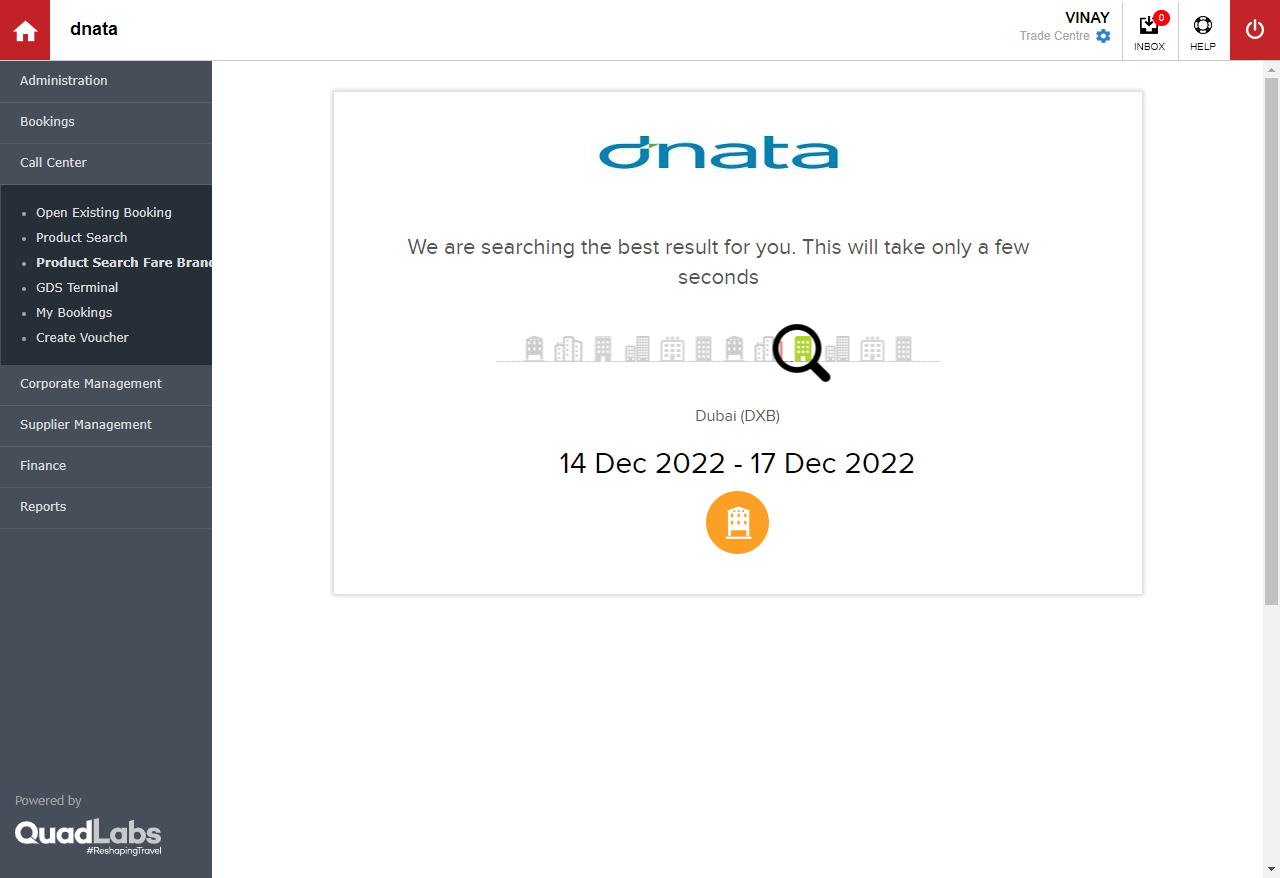 dnata
VINAY
Trade Centre
0
INBOX
HELP
Administration
Bookings
Call Center
Open Existing Booking
Product Search
Product Search Fare Brand
GDS Terminal
My Bookings
Create Voucher
Corporate Management
Supplier Management
Finance
Reports
Powered by
QuadLabs
#ReshapingTravel
dnata
We are searching the best result for you. This will take only a few
seconds
Dubai (DXB)
14 Dec 2022 - 17 Dec 2022